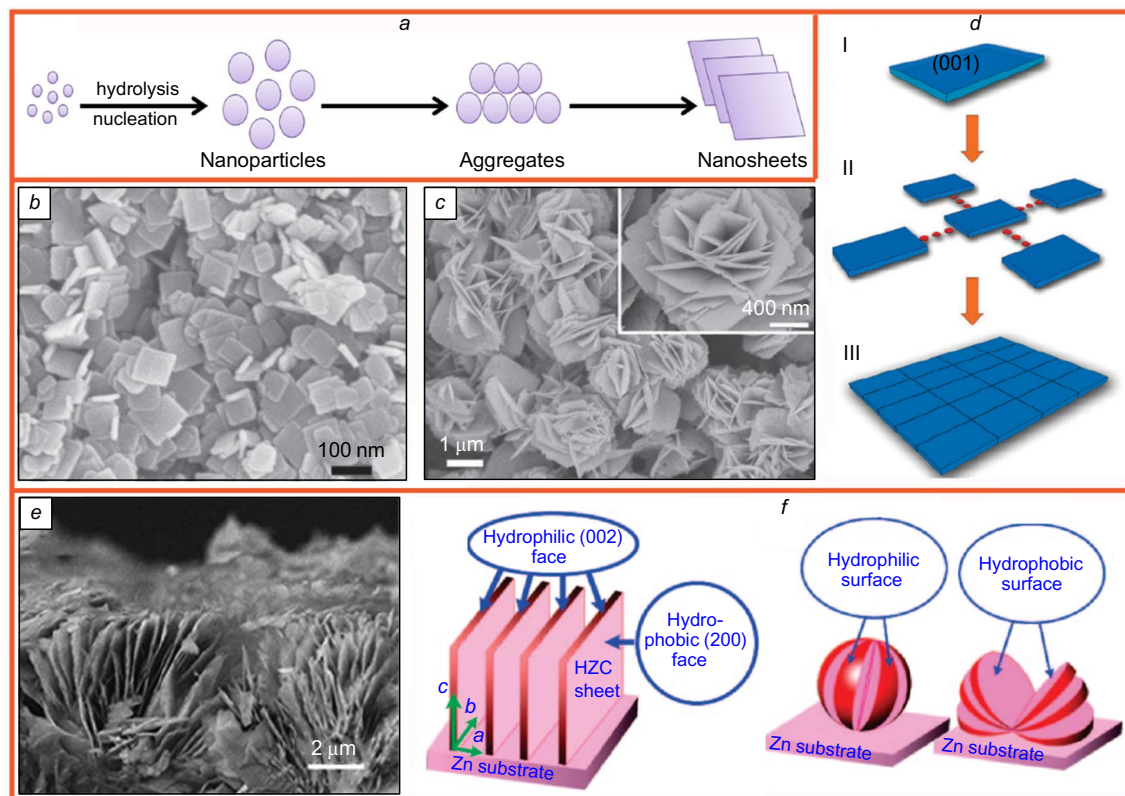 a
hydrolysis
nucleation
Nanoparticles
Aggregates
Nanosheets
d
I
(001)
II
III
b
100 nm
c
400 nm
1 µm
e
2 µm
Hydrophilic (002)
face
Hydro-
phobic (200)
face
HZC
sheet
c
b
a
Zn substrate
f
Hydrophilic
surface
Hydrophobic
surface
Zn substrate
Zn substrate